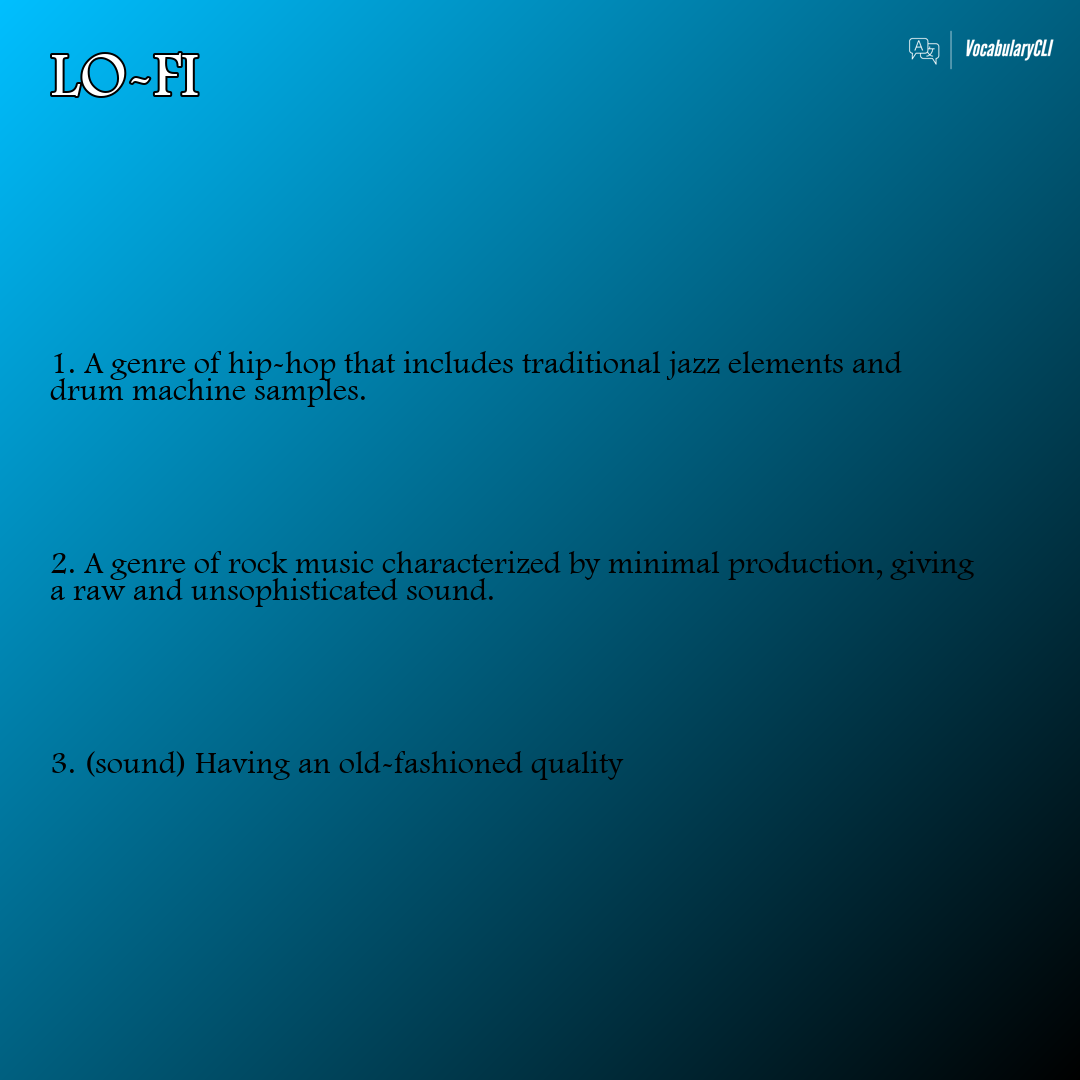 LO-FI
VocabularyCLI
1. A genre of hip-hop that includes traditional jazz elements and
drum machine samples.
2. A genre of rock music characterized by minimal production, giving
a raw and unsophisticated sound.
3. (sound) Having an old-fashioned quality